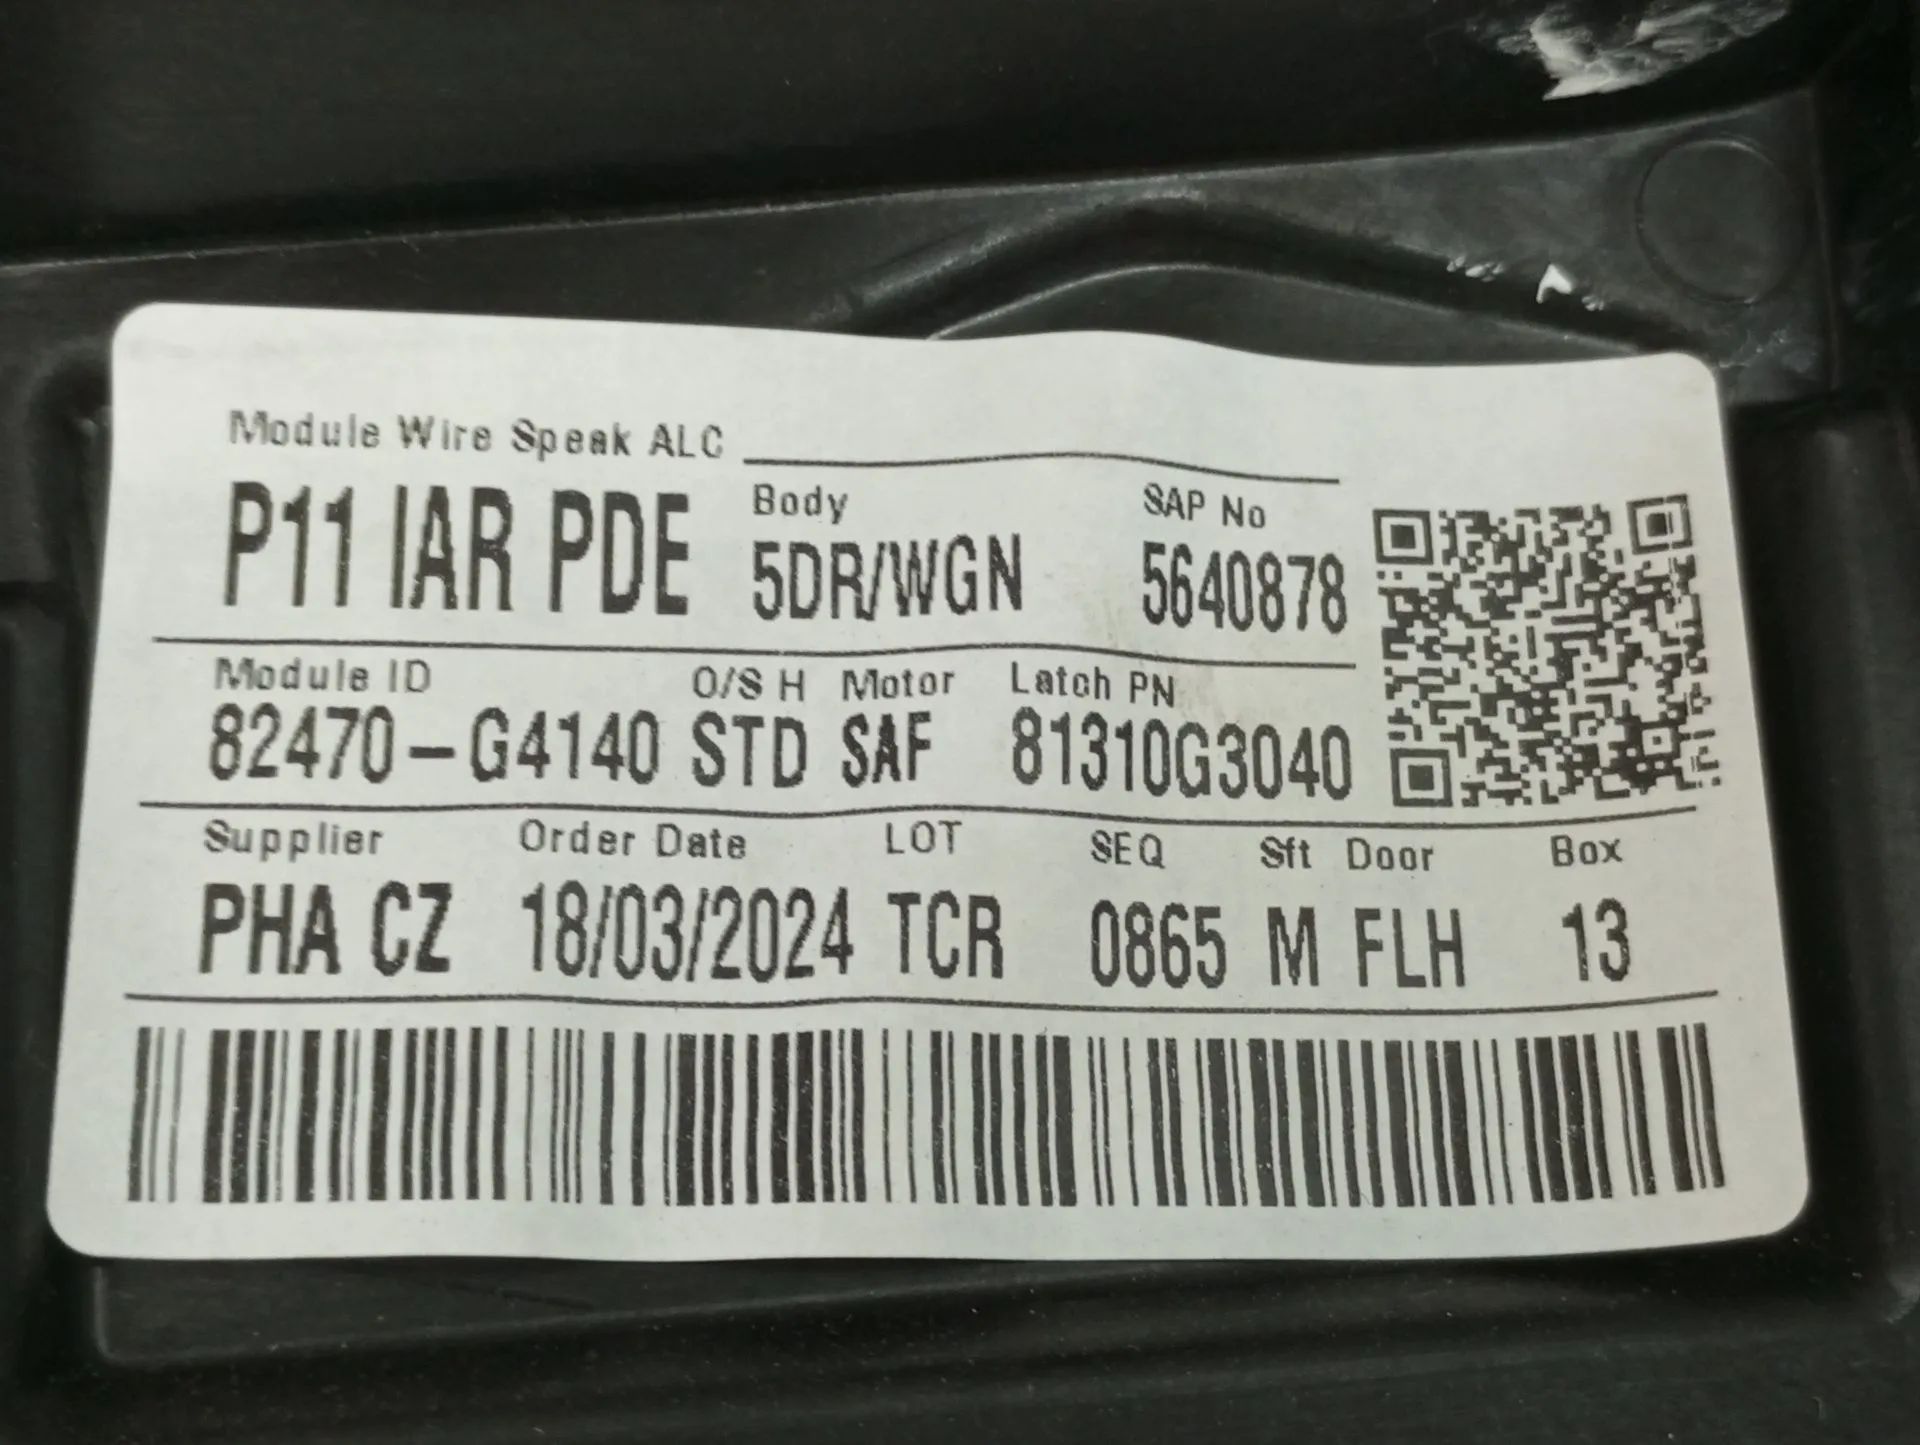 Module Wire Speak ALC
P11 IAR PDE Body 5DR/WGN SAP No 5640878
Module ID O/S H Motor Latch PN
82470-G4140 STD SAF 81310G3040
Supplier Order Date LOT SEQ Sft Door Box
PHA CZ 18/03/2024 TCR 0865 M FLH 13